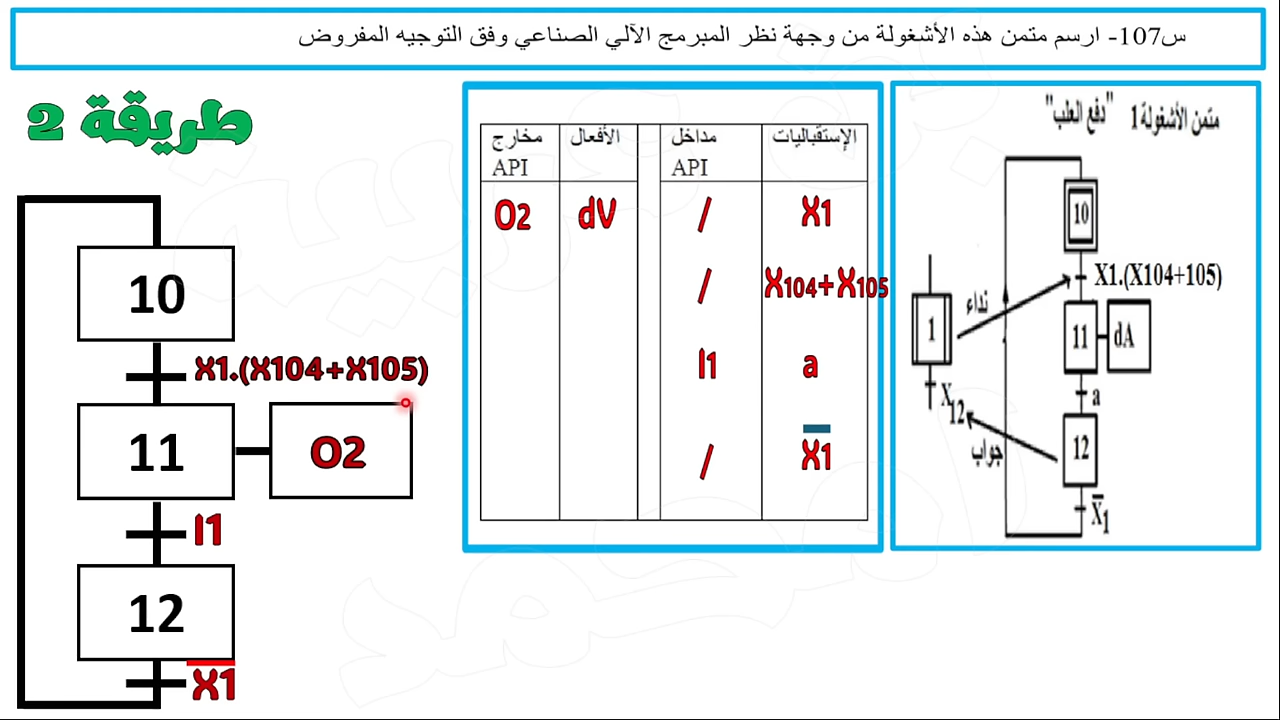 س107- ارسم متمن هذه الأشغولة من وجهة نظر المبرمج الآلي الصناعي وفق التوجيه المفروض
طريقة 2
10
X1.(X104+X105)
11
O2
I1
12
X̅1̅
الإستقباليات
مداخل API
الأفعال
مخارج API
X1
/
dV
O2
X104+X105
/
a
I1
X̅1̅
/
متمن الأشغولة1 "دفع العلب"
10
X1.(X104+105)
نداء
1
11
dA
a
X12
12
جواب
X̅1